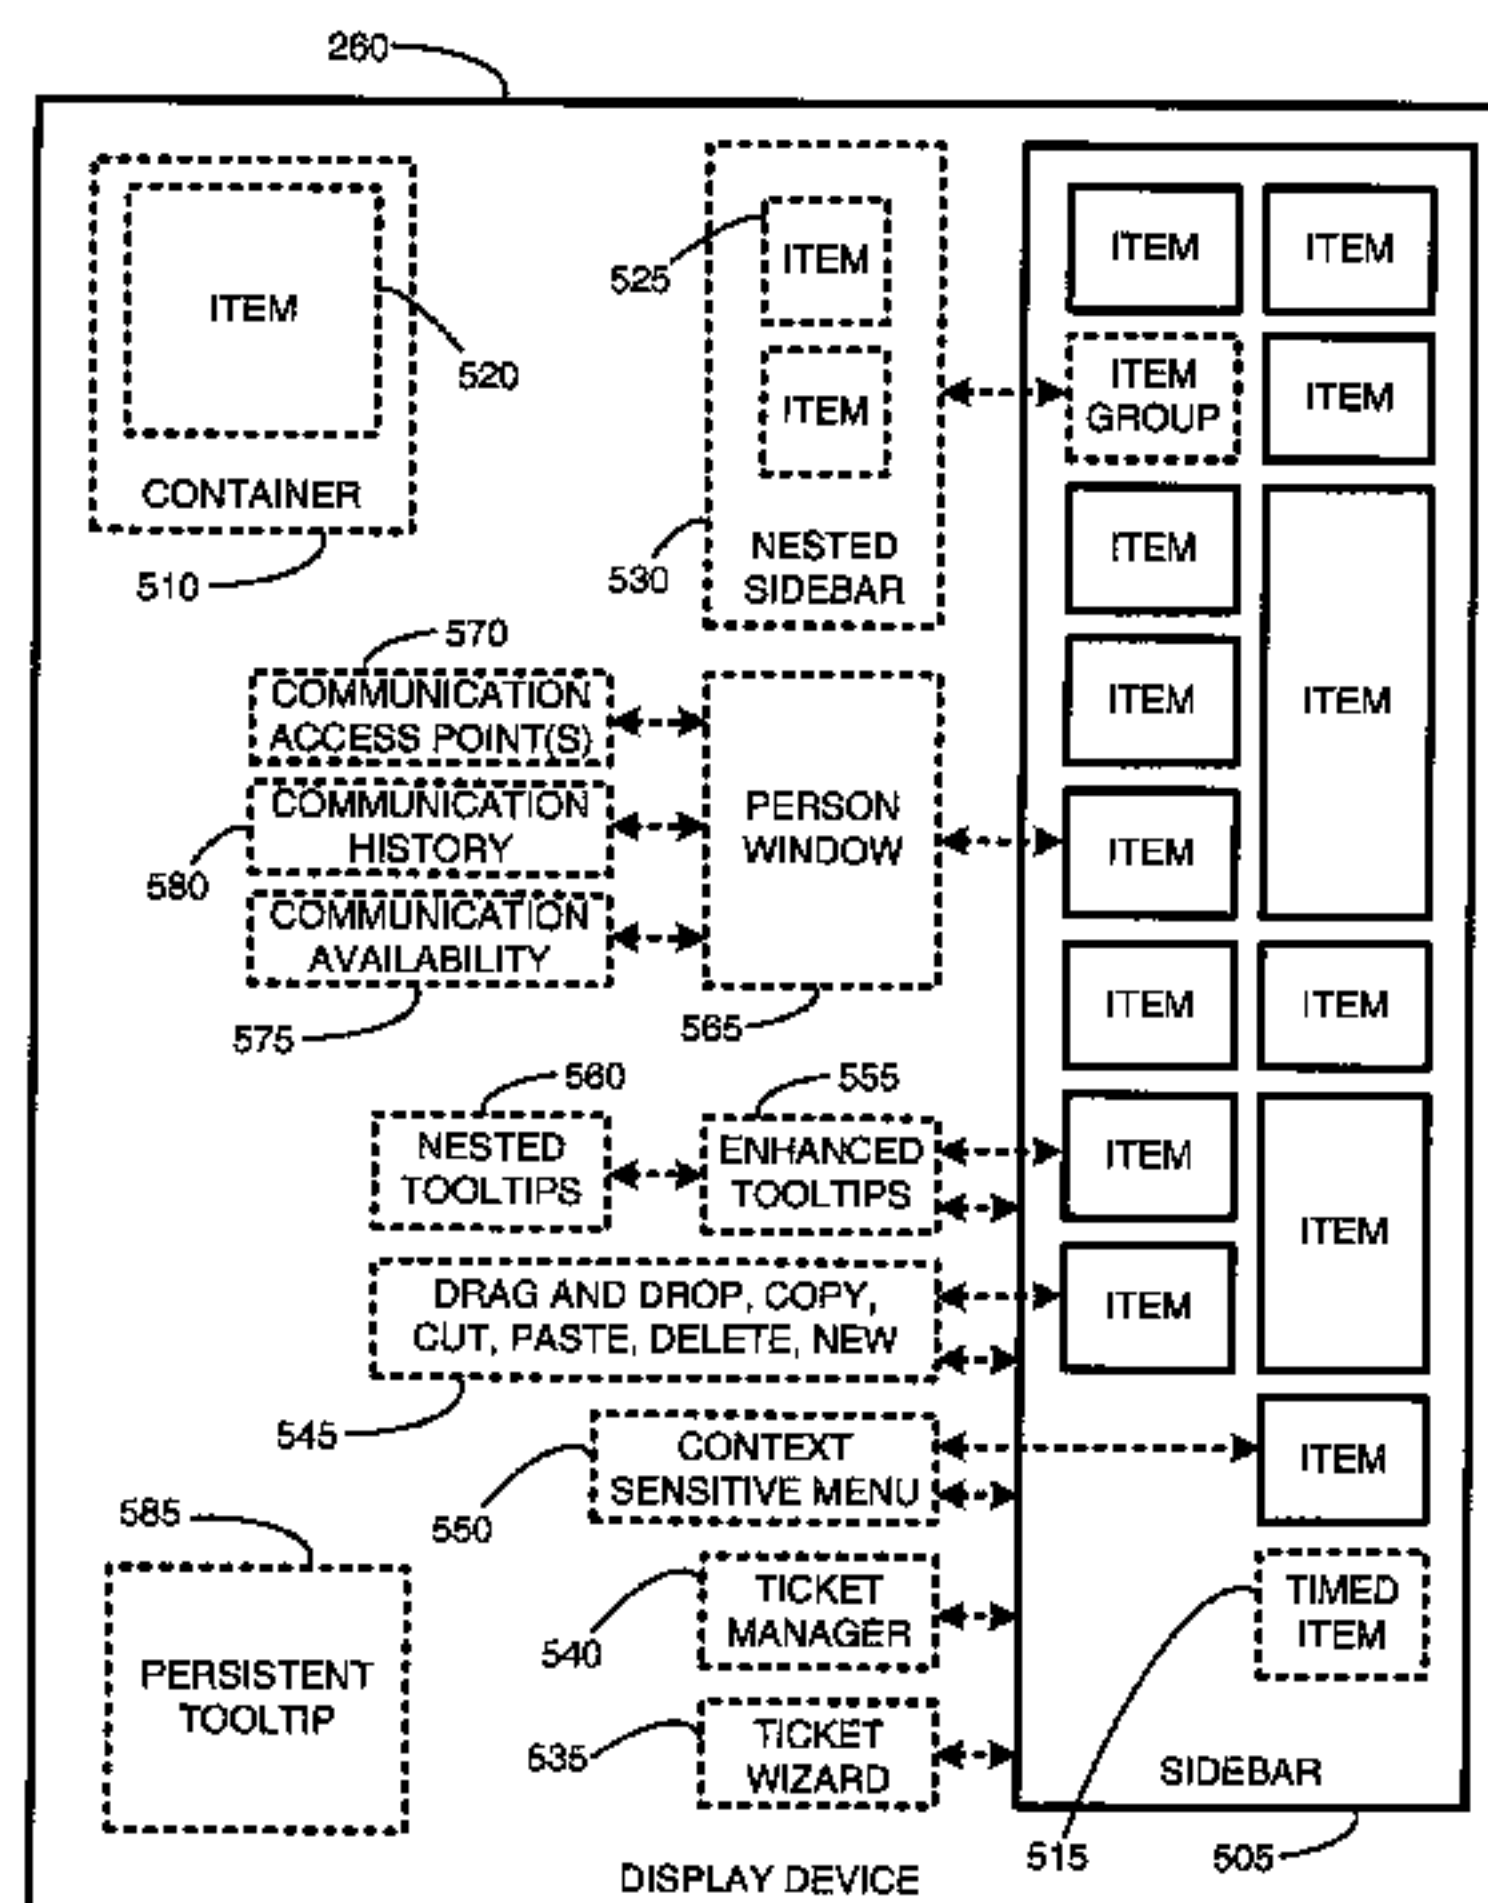 260
ITEM
520
CONTAINER
510
525
ITEM
ITEM
530
NESTED
SIDEBAR
ITEM
ITEM
ITEM
GROUP
ITEM
ITEM
ITEM
ITEM
ITEM
ITEM
ITEM
ITEM
ITEM
ITEM
ITEM
570
COMMUNICATION
ACCESS POINT(S)
COMMUNICATION
HISTORY
580
COMMUNICATION
AVAILABILITY
575
PERSON
WINDOW
565
560
555
NESTED
TOOLTIPS
ENHANCED
TOOLTIPS
DRAG AND DROP, COPY,
CUT, PASTE, DELETE, NEW
545
CONTEXT
SENSITIVE MENU
550
ITEM
585
PERSISTENT
TOOLTIP
TICKET
MANAGER
540
TIMED
ITEM
TICKET
WIZARD
535
SIDEBAR
515
505
DISPLAY DEVICE